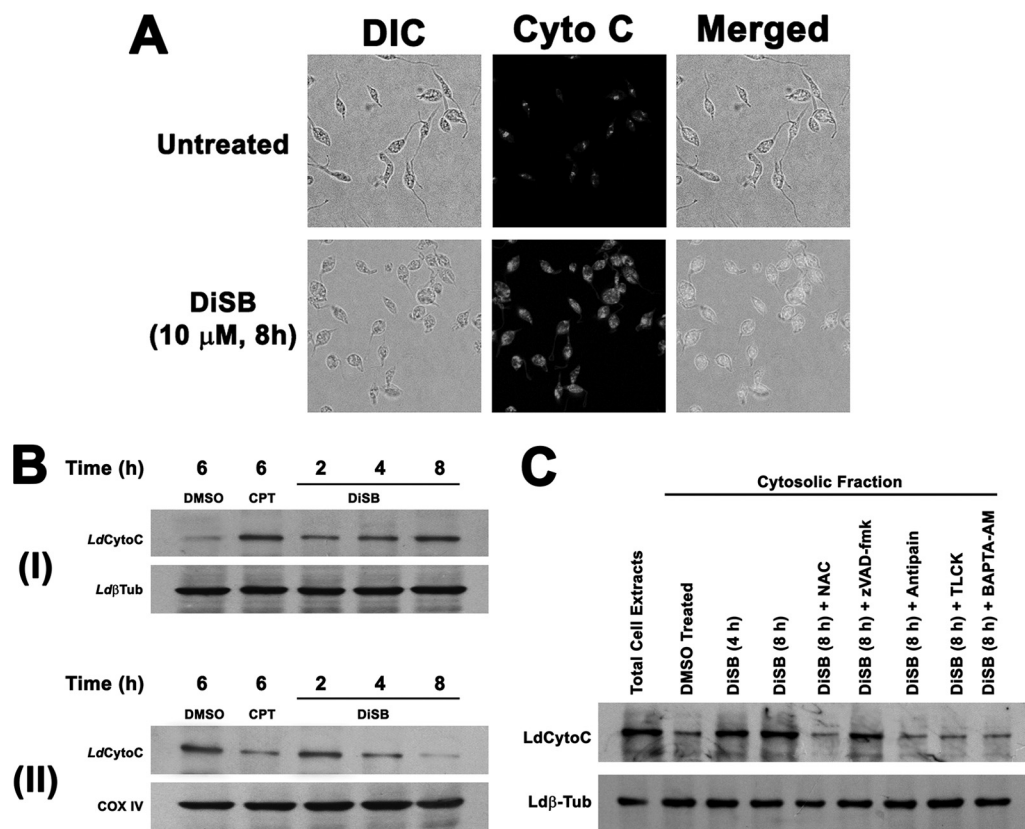 A
DIC Cyto C Merged
Untreated
DiSB
(10 μM, 8h)
B
Time (h) 6 6 2 4 8
DMSO CPT DiSB
(I)
LdCytoC
LdβTub
Time (h) 6 6 2 4 8
DMSO CPT DiSB
(II)
LdCytoC
COX IV
C
Cytosolic Fraction
Total Cell Extracts
DMSO Treated
DiSB (4 h)
DiSB (8 h)
DiSB (8 h) + NAC
DiSB (8 h) + zVAD-fmk
DiSB (8 h) + Antipain
DiSB (8 h) + TLCK
DiSB (8 h) + BAPTA-AM
LdCytoC
Ldβ-Tub